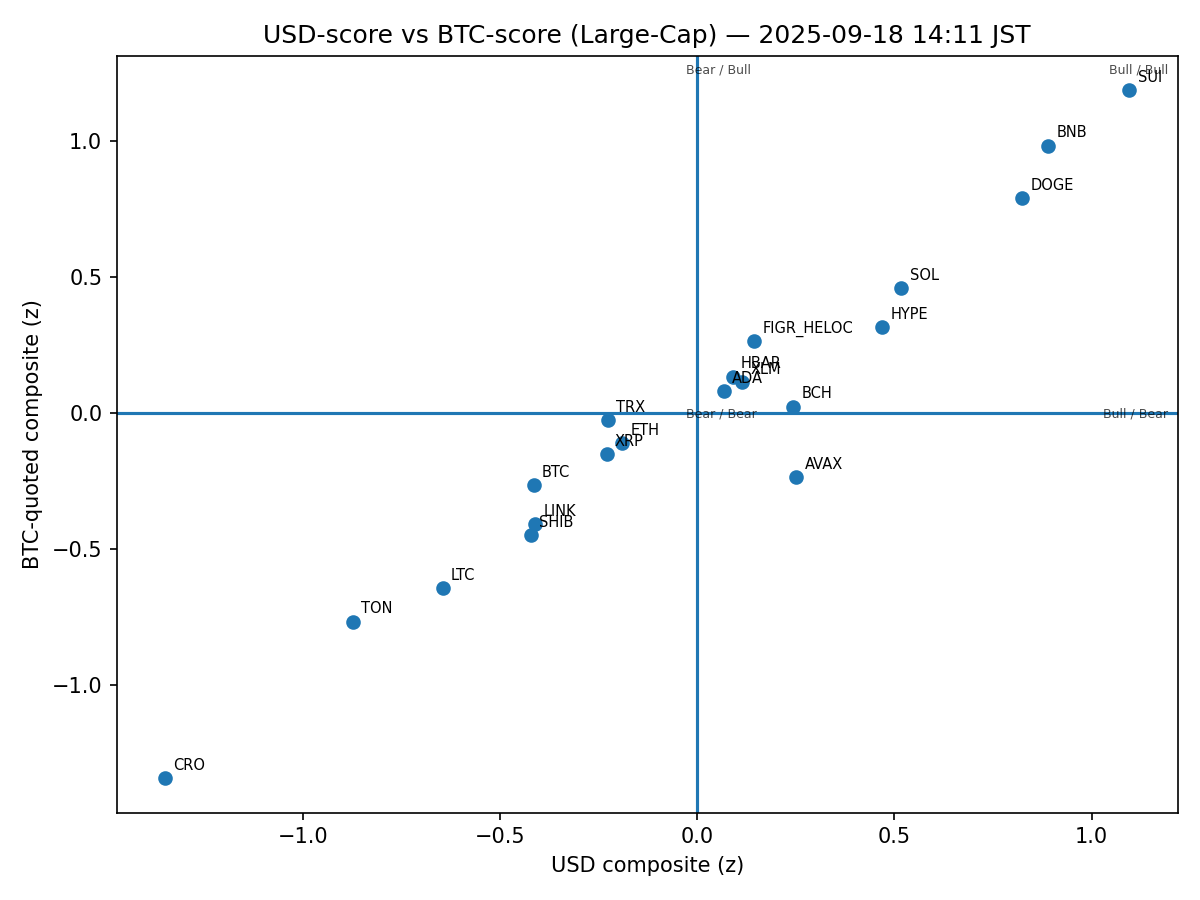 USD-score vs BTC-score (Large-Cap) — 2025-09-18 14:11 JST
Bear / Bull
Bull / Bull
SUI
BNB
DOGE
SOL
HYPE
FIGR_HELOC
HBAR
XLM
ADA
BCH
TRX
Bear / Bear
Bull / Bear
ETH
XRP
AVAX
BTC
LINK
SHIB
LTC
TON
CRO
1.0
0.5
0.0
−0.5
−1.0
BTC-quoted composite (z)
−1.0
−0.5
0.0
0.5
1.0
USD composite (z)